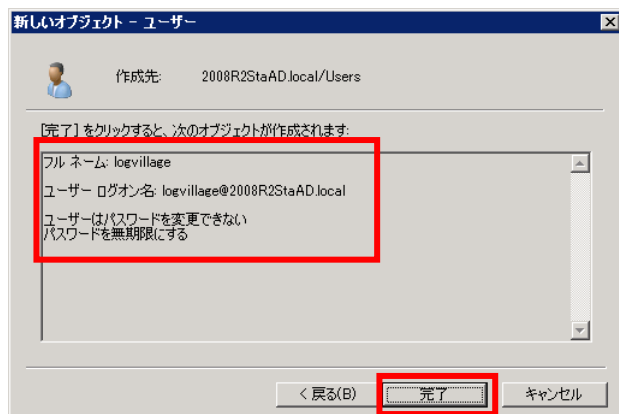 新しいオブジェクト - ユーザー
作成先: 2008R2StaAD.local/Users
[完了] をクリックすると、次のオブジェクトが作成されます:
フル ネーム: logvillage
ユーザー ログオン名: logvillage@2008R2StaAD.local
ユーザーはパスワードを変更できない
パスワードを無期限にする
< 戻る(B) 完了 キャンセル